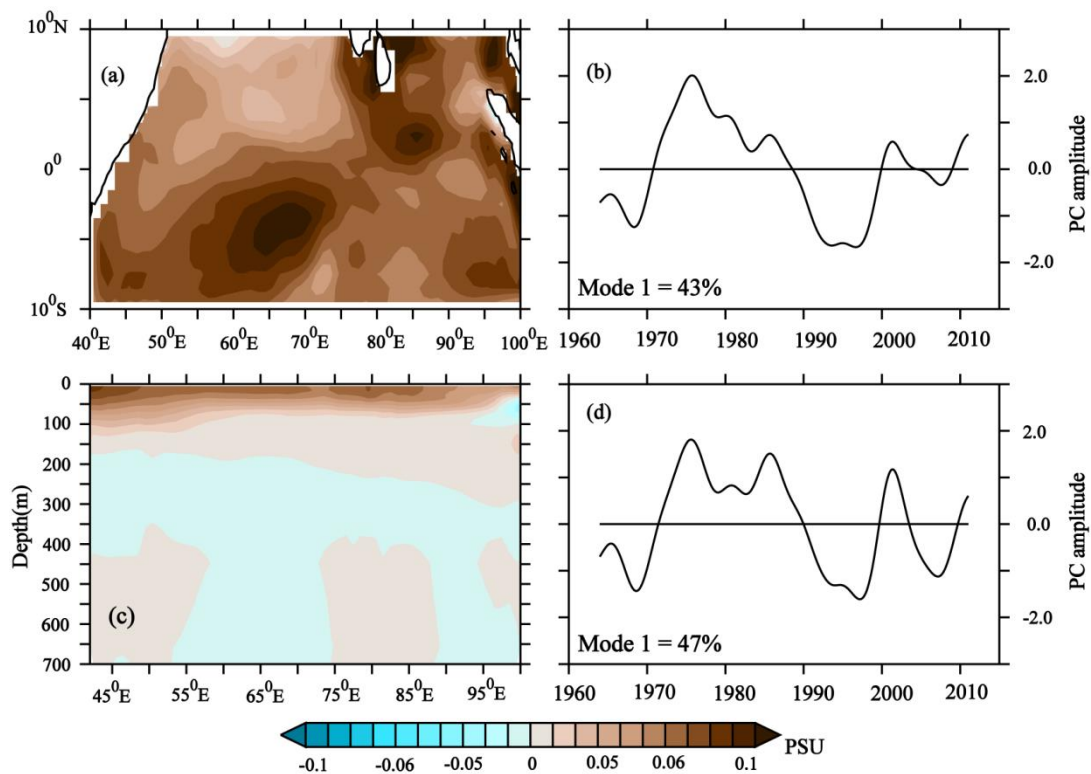 10⁰N
(a)
0⁰
10⁰S
40⁰E 50⁰E 60⁰E 70⁰E 80⁰E 90⁰E 100⁰E
(b)
2.0
0.0
-2.0
PC amplitude
Mode 1 = 43%
1960 1970 1980 1990 2000 2010
0
100
200
300
400
500
600
700
Depth(m)
(c)
45⁰E 55⁰E 65⁰E 75⁰E 85⁰E 95⁰E
(d)
2.0
0.0
-2.0
PC amplitude
Mode 1 = 47%
1960 1970 1980 1990 2000 2010
PSU
-0.1 -0.06 -0.05 0 0.05 0.06 0.1